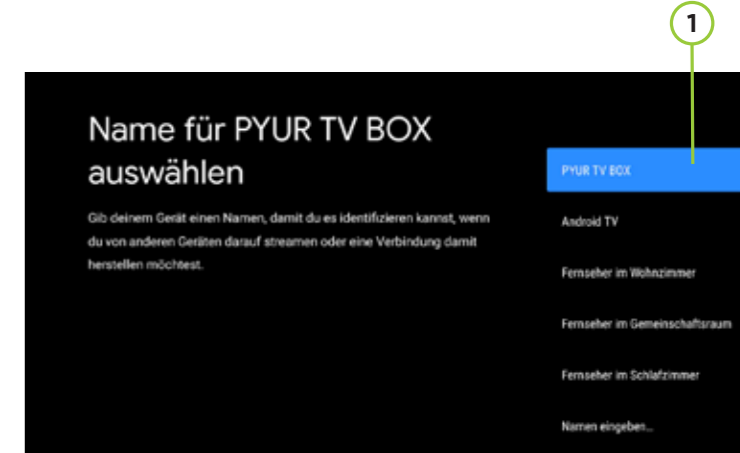 1
Name für PYUR TV BOX
auswählen
Gib deinem Gerät einen Namen, damit du es identifizieren kannst, wenn
du von anderen Geräten darauf streamen oder eine Verbindung damit
herstellen möchtest.
PYUR TV BOX
Android TV
Fernseher im Wohnzimmer
Fernseher im Gemeinschaftsraum
Fernseher im Schlafzimmer
Namen eingeben...